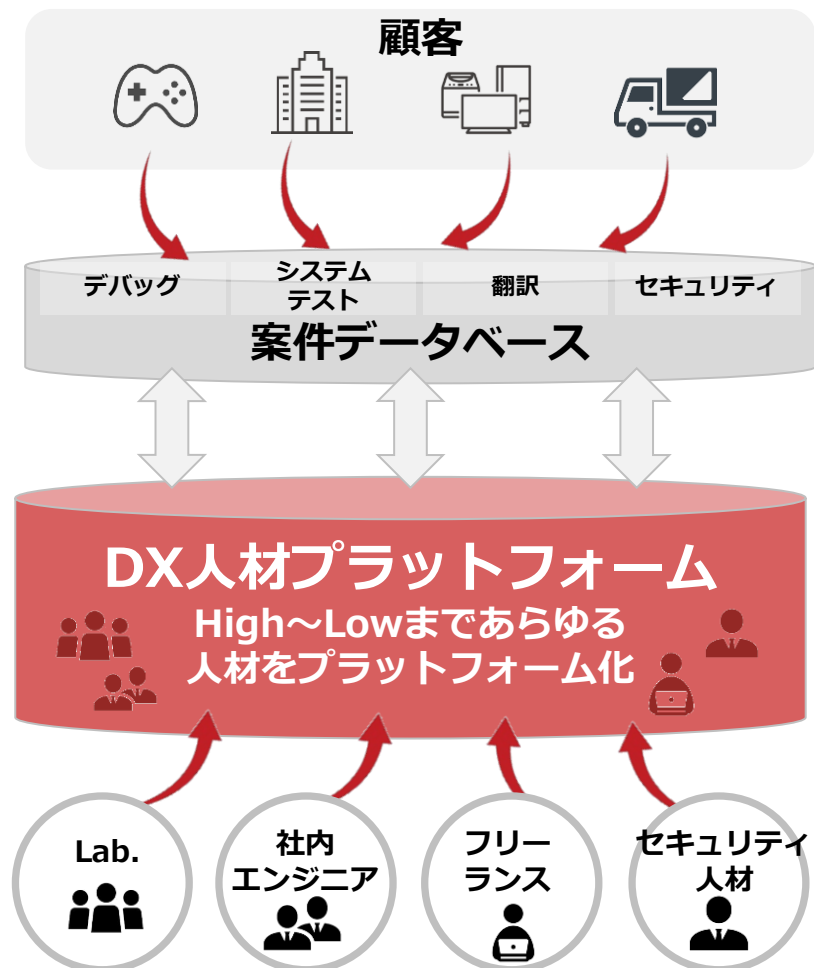 顧客
デバッグ
システム
テスト
翻訳
セキュリティ
案件データベース
DX人材プラットフォーム
High～Lowまであらゆる
人材をプラットフォーム化
Lab.
社内
エンジニア
フリー
ランス
セキュリティ
人材